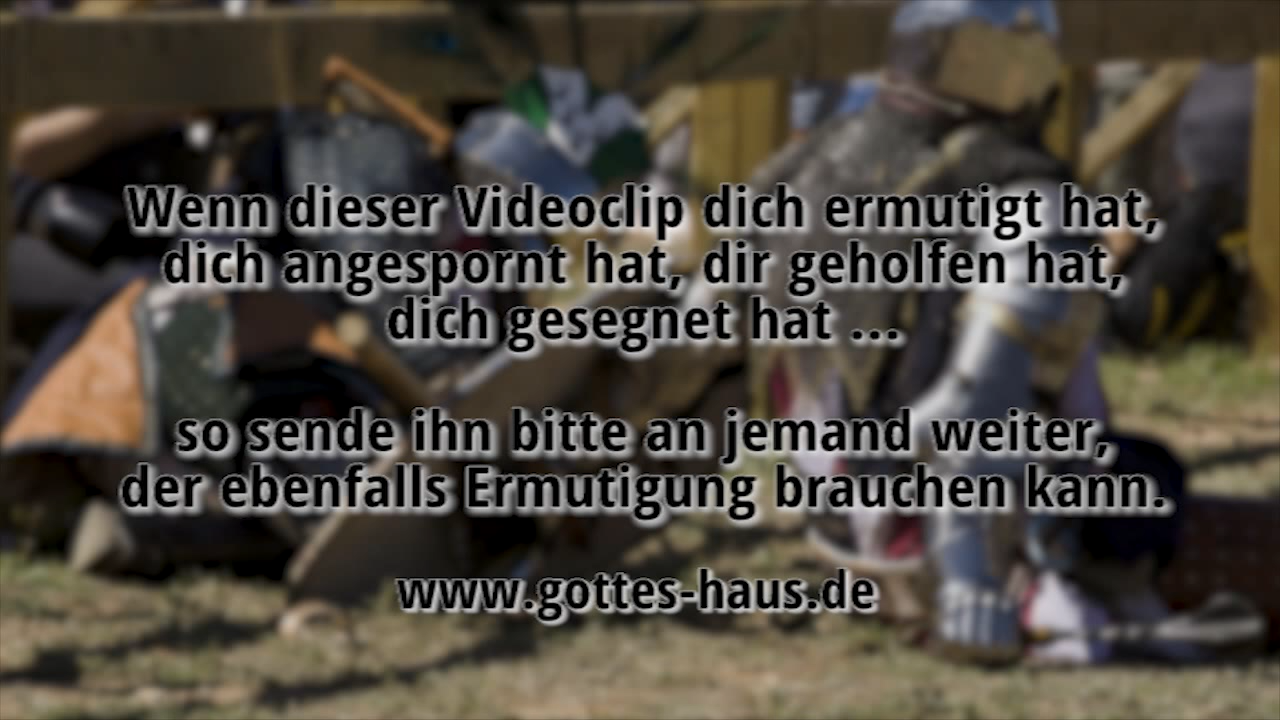 Wenn dieser Videoclip dich ermutigt hat,
dich angespornt hat, dir geholfen hat,
dich gesegnet hat ...
so sende ihn bitte an jemand weiter,
der ebenfalls Ermutigung brauchen kann.
www.gottes-haus.de